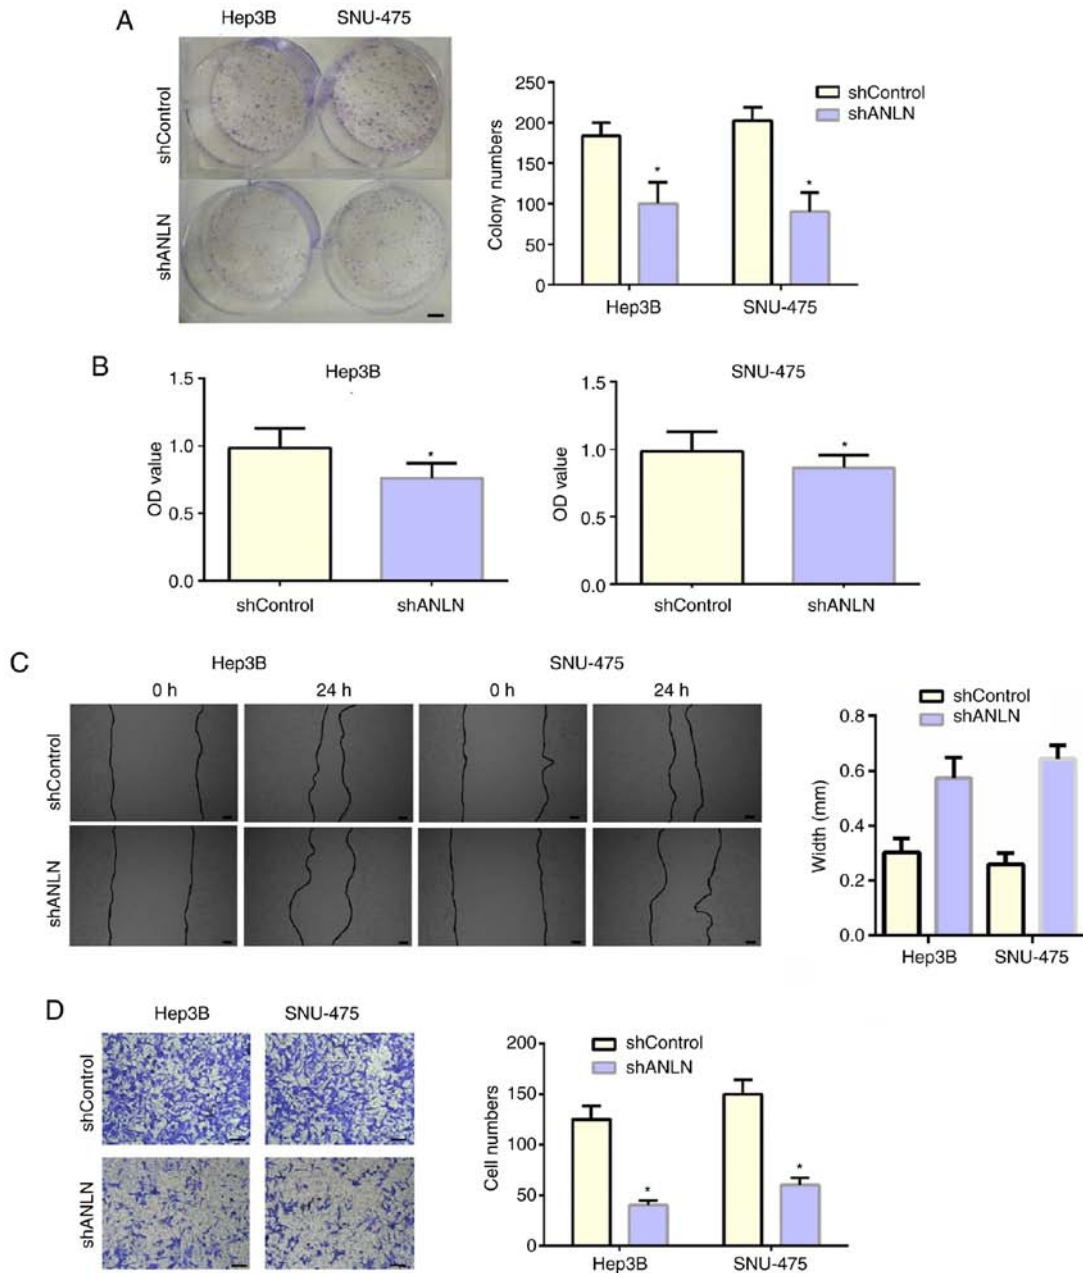 A
Hep3B SNU-475
shControl
shANLN
Colony numbers
250
200
150
100
50
0
shControl
shANLN
* *
Hep3B SNU-475
B
Hep3B
OD value
1.5
1.0
0.5
0.0
*
shControl shANLN
SNU-475
OD value
1.5
1.0
0.5
0.0
*
shControl shANLN
C
Hep3B SNU-475
0 h 24 h 0 h 24 h
shControl
shANLN
shControl
shANLN
Width (mm)
0.8
0.6
0.4
0.2
0.0
Hep3B SNU-475
D
Hep3B SNU-475
shControl
shANLN
Cell numbers
200
150
100
50
0
shControl
shANLN
* *
Hep3B SNU-475